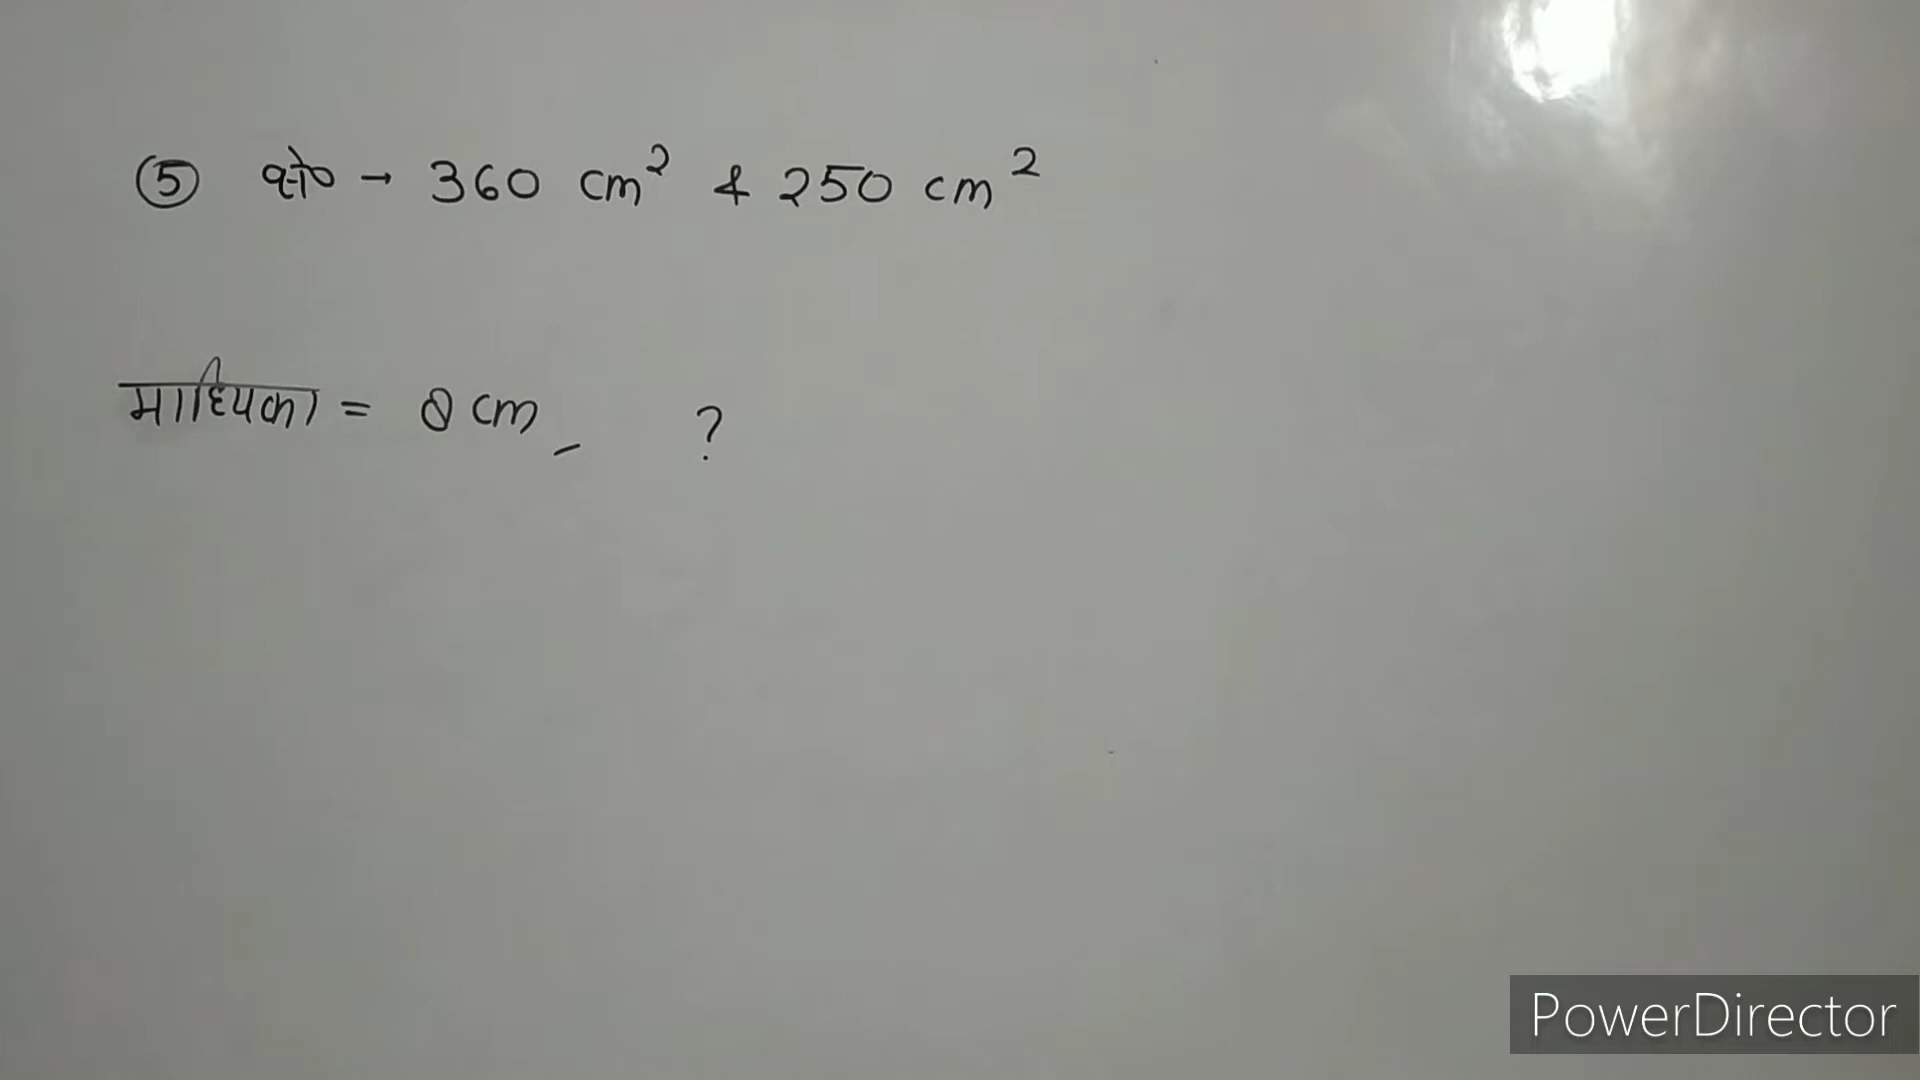 ⑤ क्षे० → 360 cm² & 250 cm²
माध्यिका = 8 cm, ?
PowerDirector